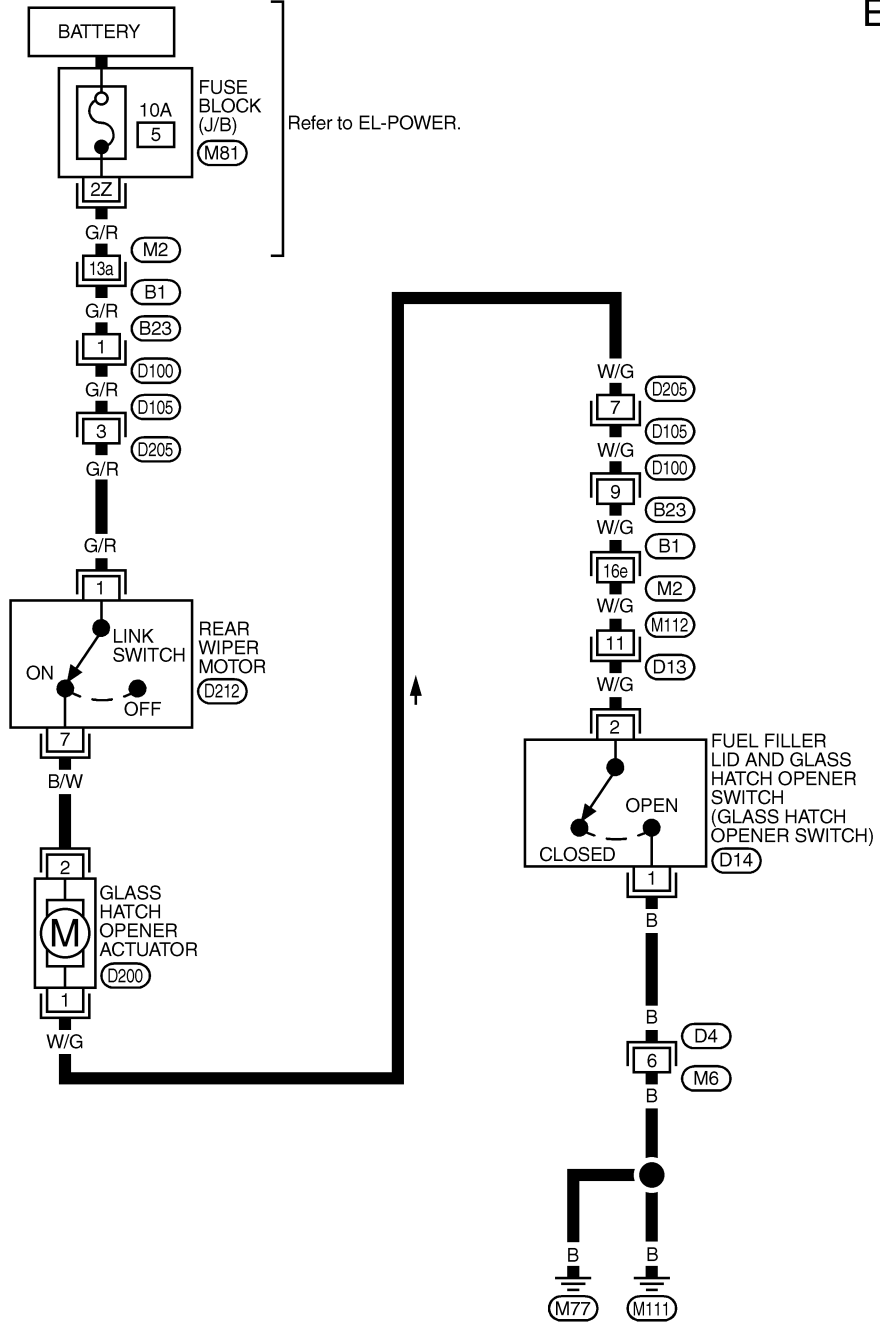 E
BATTERY
FUSE
BLOCK
(J/B)
10A
5
M81
Refer to EL-POWER.
2Z
G/R
M2
13a
B1
G/R
B23
1
D100
G/R
D105
3
D205
G/R
G/R
1
LINK
SWITCH
ON
OFF
REAR
WIPER
MOTOR
D212
7
B/W
2
GLASS
HATCH
OPENER
ACTUATOR
M
D200
1
W/G
W/G
D205
7
D105
W/G
D100
9
B23
W/G
B1
16e
M2
W/G
M112
11
D13
W/G
2
FUEL FILLER
LID AND GLASS
HATCH OPENER
SWITCH
(GLASS HATCH
OPENER SWITCH)
OPEN
CLOSED
D14
1
B
B
D4
6
M6
B
B
B
M77
M111